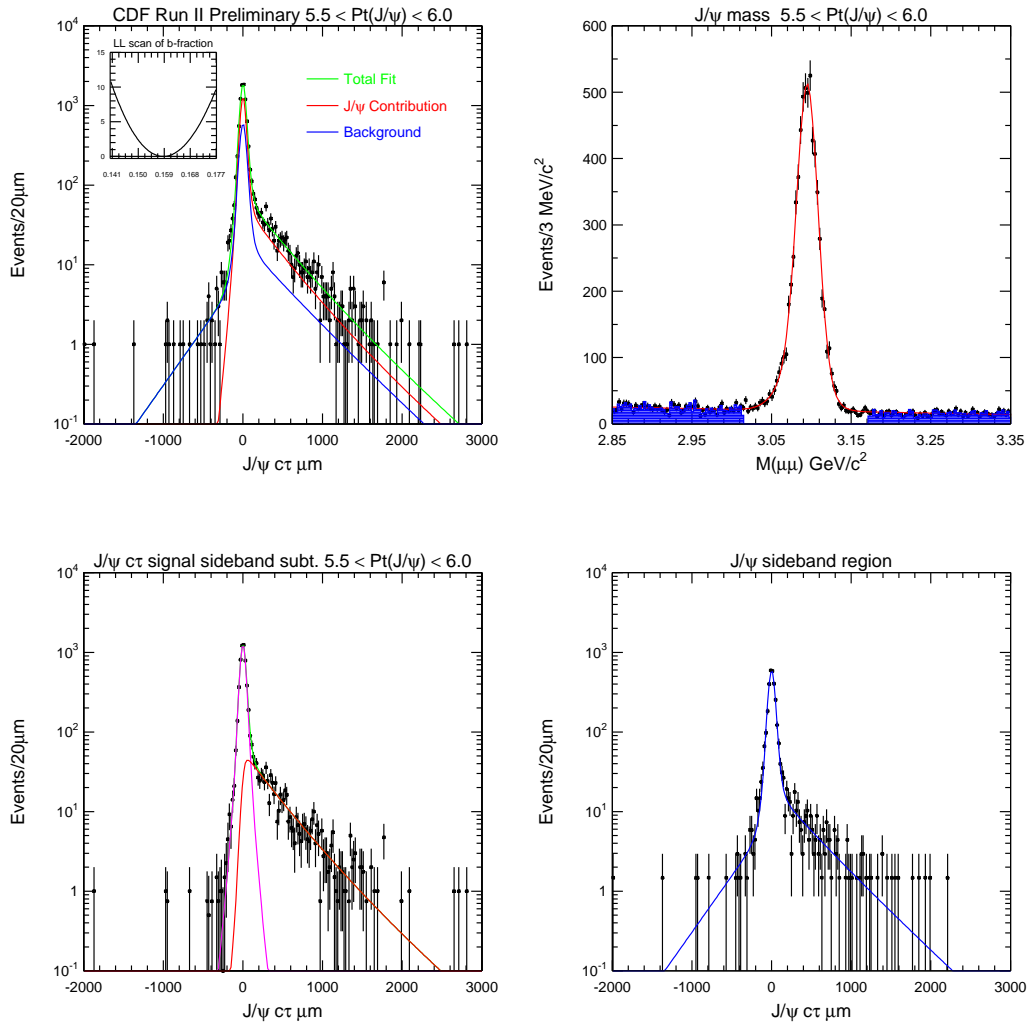 CDF Run II Preliminary 5.5 < Pt(J/ψ) < 6.0
LL scan of b-fraction
15
10
5
0
0.141 0.150 0.159 0.168 0.177
Total Fit
J/ψ Contribution
Background
Events/20μm
10^4
10^3
10^2
10
1
10^-1
-2000 -1000 0 1000 2000 3000
J/ψ cτ μm
J/ψ mass 5.5 < Pt(J/ψ) < 6.0
Events/3 MeV/c^2
600
500
400
300
200
100
0
2.85 2.95 3.05 3.15 3.25 3.35
M(μμ) GeV/c^2
J/ψ cτ signal sideband subt. 5.5 < Pt(J/ψ) < 6.0
Events/20μm
10^4
10^3
10^2
10
1
10^-1
-2000 -1000 0 1000 2000 3000
J/ψ cτ μm
J/ψ sideband region
Events/20μm
10^4
10^3
10^2
10
1
10^-1
-2000 -1000 0 1000 2000 3000
J/ψ cτ μm